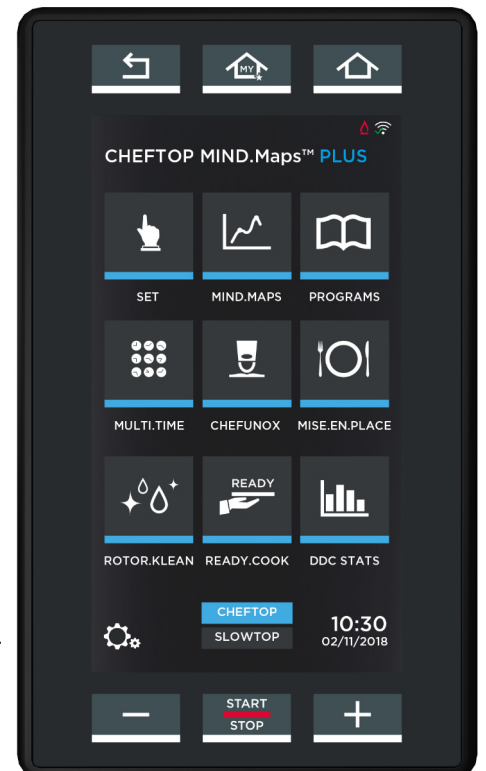 MY
CHEFTOP MIND.Maps™ PLUS
SET MIND.MAPS PROGRAMS
MULTI.TIME CHEFUNOX MISE.EN.PLACE
READY
ROTOR.KLEAN READY.COOK DDC STATS
CHEFTOP
SLOWTOP
10:30
02/11/2018
START
STOP